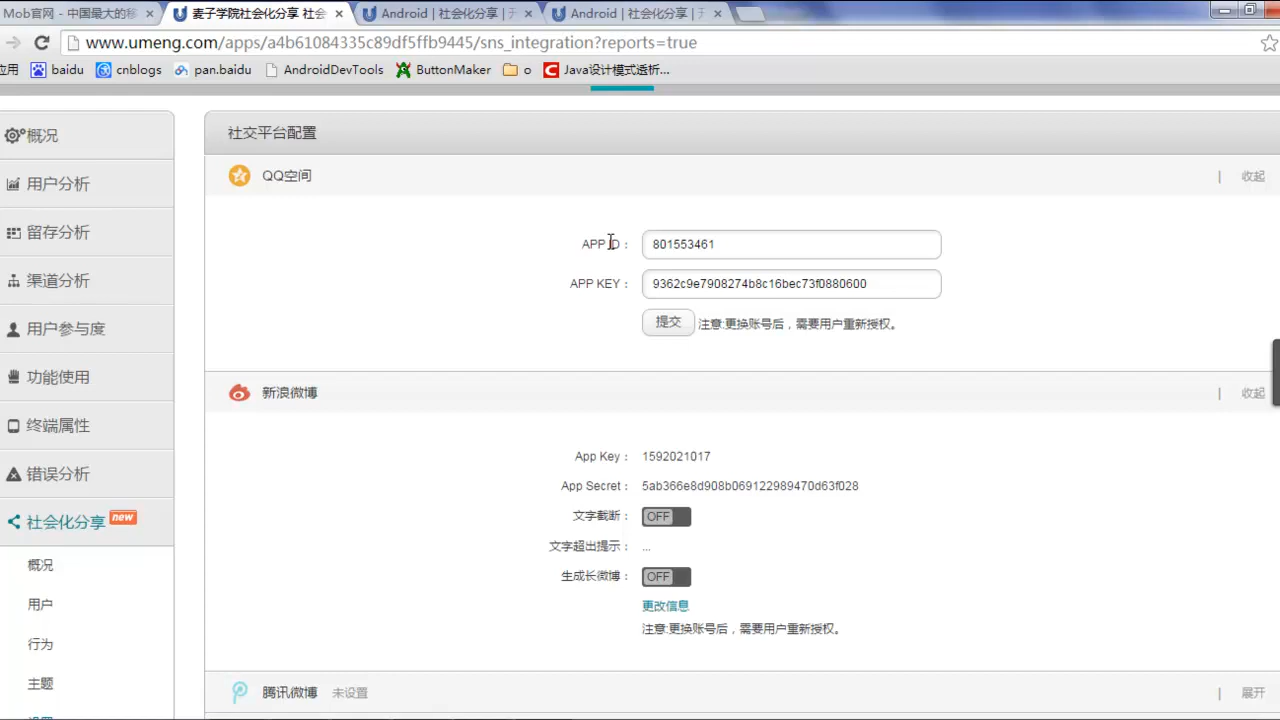 Mob官网 - 中国最大的移
麦子学院社会化分享 社会
Android | 社会化分享 |
Android | 社会化分享 |
www.umeng.com/apps/a4b61084335c89df5ffb9445/sns_integration?reports=true
应用
baidu
cnblogs
pan.baidu
AndroidDevTools
ButtonMaker
o
Java设计模式透析...
概况
用户分析
留存分析
渠道分析
用户参与度
功能使用
终端属性
错误分析
社会化分享 new
概况
用户
行为
主题
设置
社交平台配置
QQ空间
| 收起
APP ID： 801553461
APP KEY： 9362c9e7908274b8c16bec73f0880600
提交 注意:更换账号后，需要用户重新授权。
新浪微博
| 收起
App Key： 1592021017
App Secret： 5ab366e8d908b069122989470d63f028
文字截断： OFF
文字超出提示： ...
生成长微博： OFF
更改信息
注意:更换账号后，需要用户重新授权。
腾讯微博 未设置
| 展开